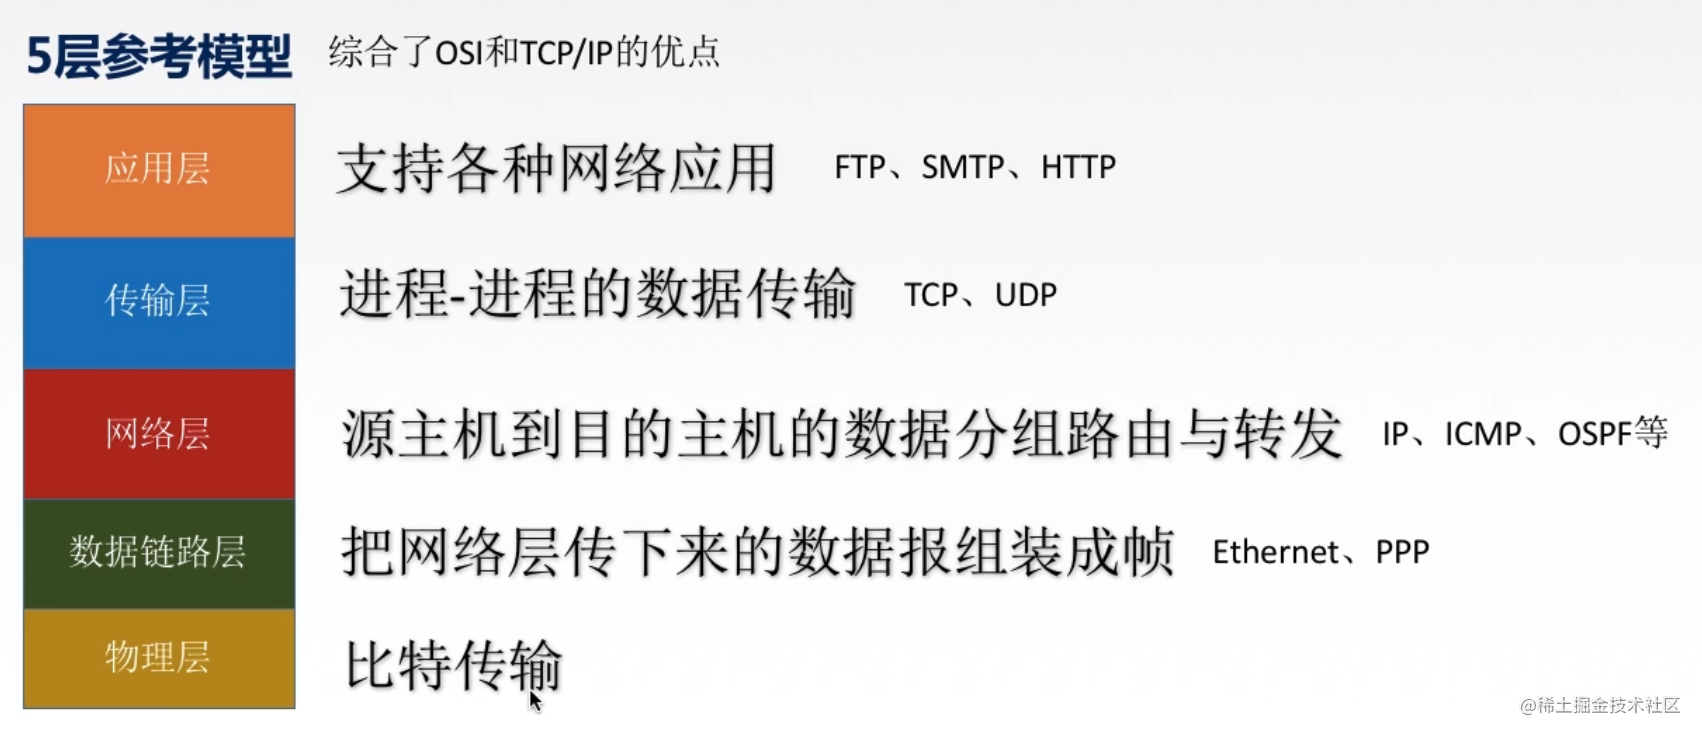 5层参考模型 综合了OSI和TCP/IP的优点
应用层 支持各种网络应用 FTP、SMTP、HTTP
传输层 进程-进程的数据传输 TCP、UDP
网络层 源主机到目的主机的数据分组路由与转发 IP、ICMP、OSPF等
数据链路层 把网络层传下来的数据报组装成帧 Ethernet、PPP
物理层 比特传输
@稀土掘金技术社区